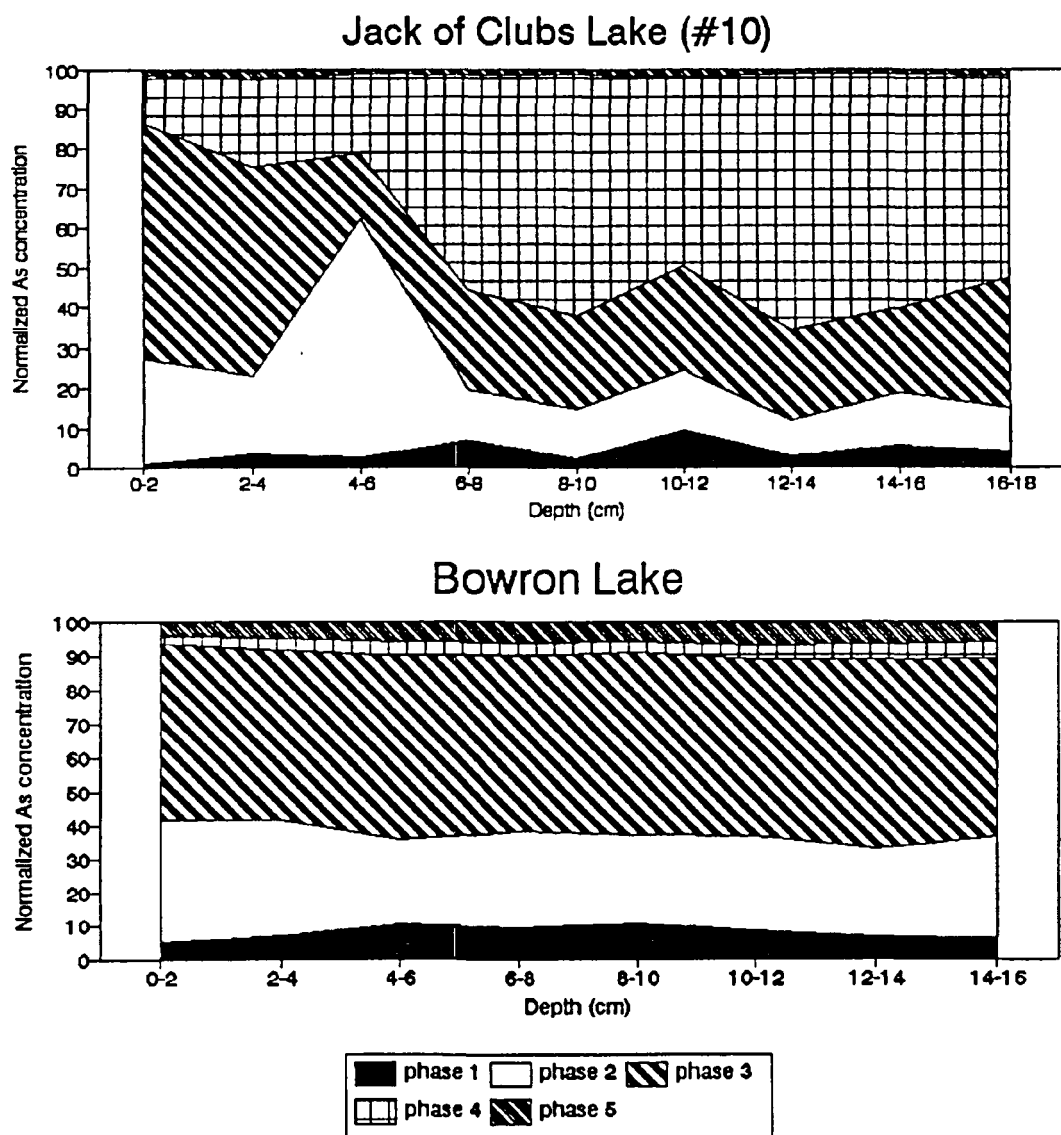 Jack of Clubs Lake (#10)
Normalized As concentration
100
90
80
70
60
50
40
30
20
10
0
0-2 2-4 4-6 6-8 8-10 10-12 12-14 14-16 16-18
Depth (cm)
Bowron Lake
Normalized As concentration
100
90
80
70
60
50
40
30
20
10
0
0-2 2-4 4-6 6-8 8-10 10-12 12-14 14-16
Depth (cm)
phase 1 phase 2 phase 3
phase 4 phase 5